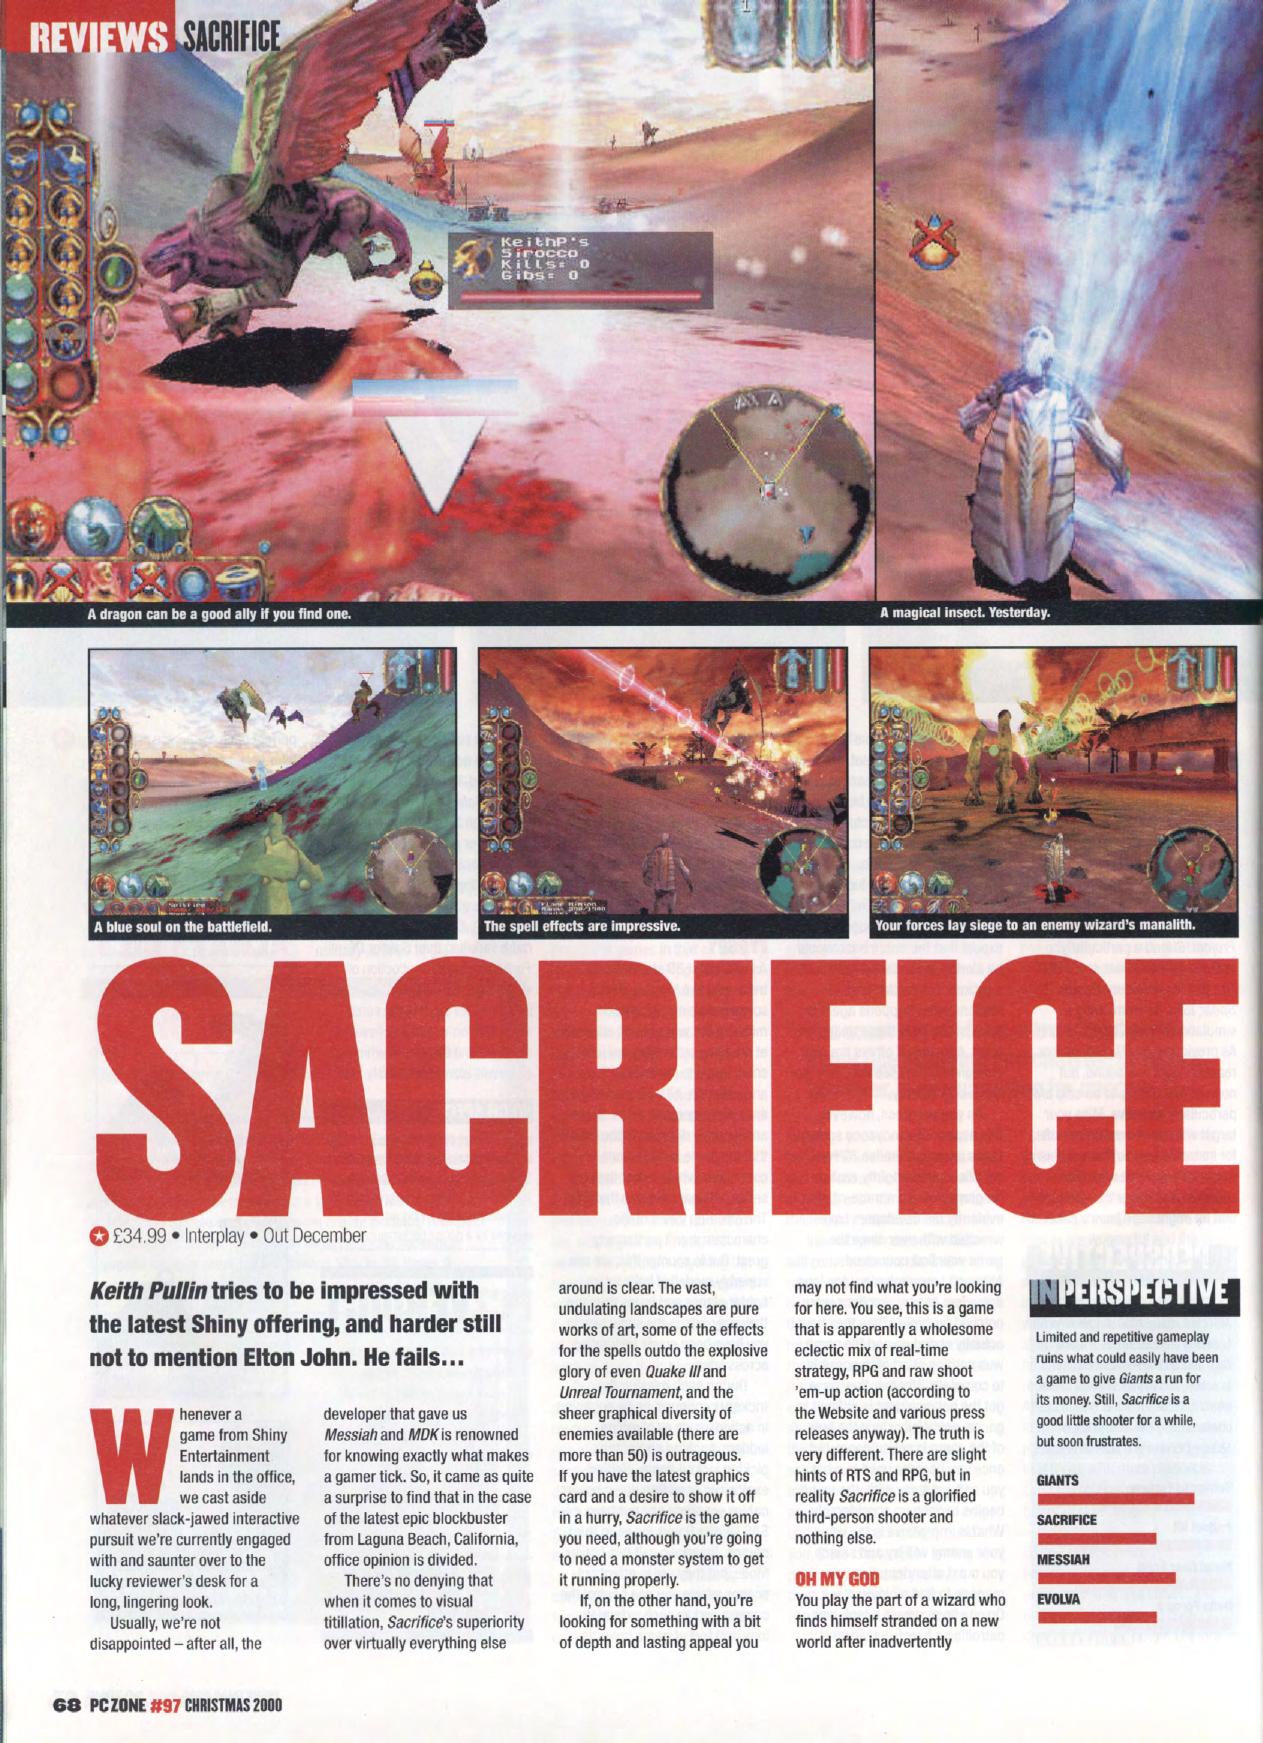 REVIEWS SACRIFICE
1
KeithP's
Sirocco
Kills= 0
Gibs= 0
A dragon can be a good ally if you find one.
A magical insect. Yesterday.
A blue soul on the battlefield.
The spell effects are impressive.
Your forces lay siege to an enemy wizard's manalith.
SACRIFICE
£34.99 • Interplay • Out December
Keith Pullin tries to be impressed with
the latest Shiny offering, and harder still
not to mention Elton John. He fails...
Whenever a
game from Shiny
Entertainment
lands in the office,
we cast aside
whatever slack-jawed interactive
pursuit we're currently engaged
with and saunter over to the
lucky reviewer's desk for a
long, lingering look.
Usually, we're not
disappointed – after all, the
developer that gave us
Messiah and MDK is renowned
for knowing exactly what makes
a gamer tick. So, it came as quite
a surprise to find that in the case
of the latest epic blockbuster
from Laguna Beach, California,
office opinion is divided.
There's no denying that
when it comes to visual
titillation, Sacrifice's superiority
over virtually everything else
around is clear. The vast,
undulating landscapes are pure
works of art, some of the effects
for the spells outdo the explosive
glory of even Quake III and
Unreal Tournament, and the
sheer graphical diversity of
enemies available (there are
more than 50) is outrageous.
If you have the latest graphics
card and a desire to show it off
in a hurry, Sacrifice is the game
you need, although you're going
to need a monster system to get
it running properly.
If, on the other hand, you're
looking for something with a bit
of depth and lasting appeal you
may not find what you're looking
for here. You see, this is a game
that is apparently a wholesome
eclectic mix of real-time
strategy, RPG and raw shoot
'em-up action (according to
the Website and various press
releases anyway). The truth is
very different. There are slight
hints of RTS and RPG, but in
reality Sacrifice is a glorified
third-person shooter and
nothing else.
OH MY GOD
You play the part of a wizard who
finds himself stranded on a new
world after inadvertently
INPERSPECTIVE
Limited and repetitive gameplay
ruins what could easily have been
a game to give Giants a run for
its money. Still, Sacrifice is a
good little shooter for a while,
but soon frustrates.
GIANTS
SACRIFICE
MESSIAH
EVOLVA
68 PC ZONE #97 CHRISTMAS 2000